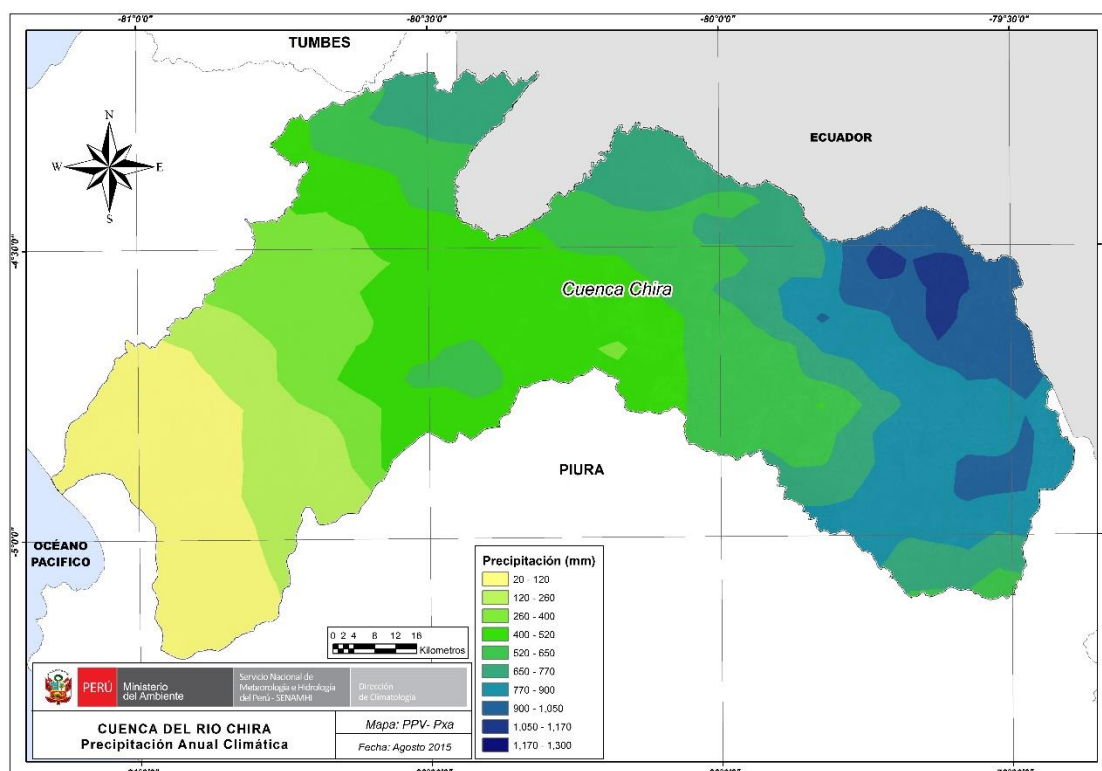 -81°0'0"
-80°30'0"
-80°0'0"
-79°30'0"
TUMBES
N
W
E
S
ECUADOR
-4°30'0"
Cuenca Chira
PIURA
OCÉANO
PACIFICO
-5°0'0"
Precipitación (mm)
20 - 120
120 - 260
260 - 400
400 - 520
520 - 650
650 - 770
770 - 900
900 - 1,050
1,050 - 1,170
1,170 - 1,300
0 2 4 8 12 16
Kilometros
PERÚ
Ministerio
del Ambiente
Servicio Nacional de
Meteorología e Hidrología
del Perú - SENAMHI
Dirección
de Climatología
CUENCA DEL RIO CHIRA
Precipitación Anual Climática
Mapa: PPV- Pxa
Fecha: Agosto 2015